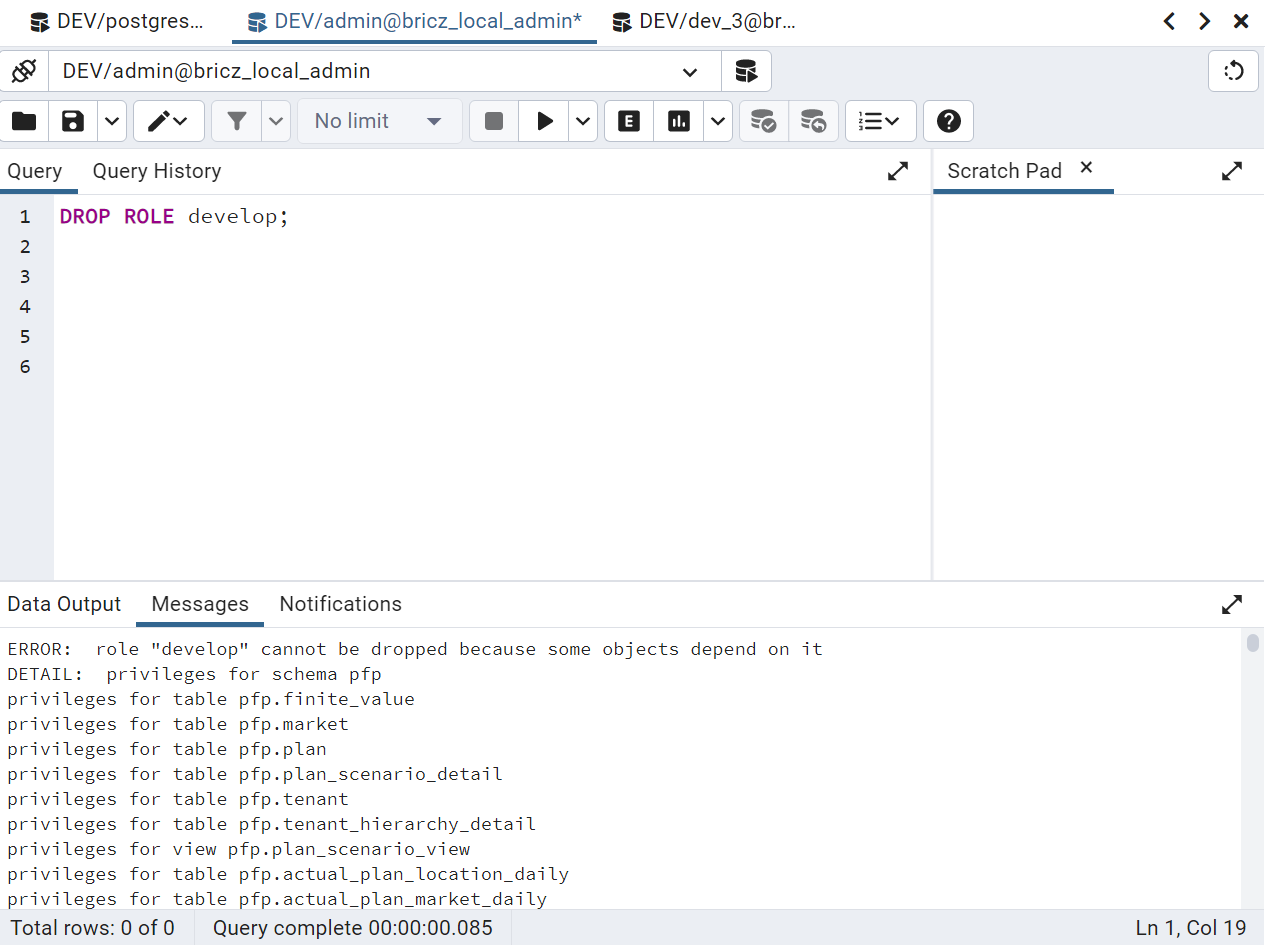 DEV/postgres...
DEV/admin@bricz_local_admin*
DEV/dev_3@br...
DEV/admin@bricz_local_admin
No limit
E
Query
Query History
Scratch Pad
1 DROP ROLE develop;
2
3
4
5
6
Data Output
Messages
Notifications
ERROR:  role "develop" cannot be dropped because some objects depend on it
DETAIL:  privileges for schema pfp
privileges for table pfp.finite_value
privileges for table pfp.market
privileges for table pfp.plan
privileges for table pfp.plan_scenario_detail
privileges for table pfp.tenant
privileges for table pfp.tenant_hierarchy_detail
privileges for view pfp.plan_scenario_view
privileges for table pfp.actual_plan_location_daily
privileges for table pfp.actual_plan_market_daily
Total rows: 0 of 0
Query complete 00:00:00.085
Ln 1, Col 19